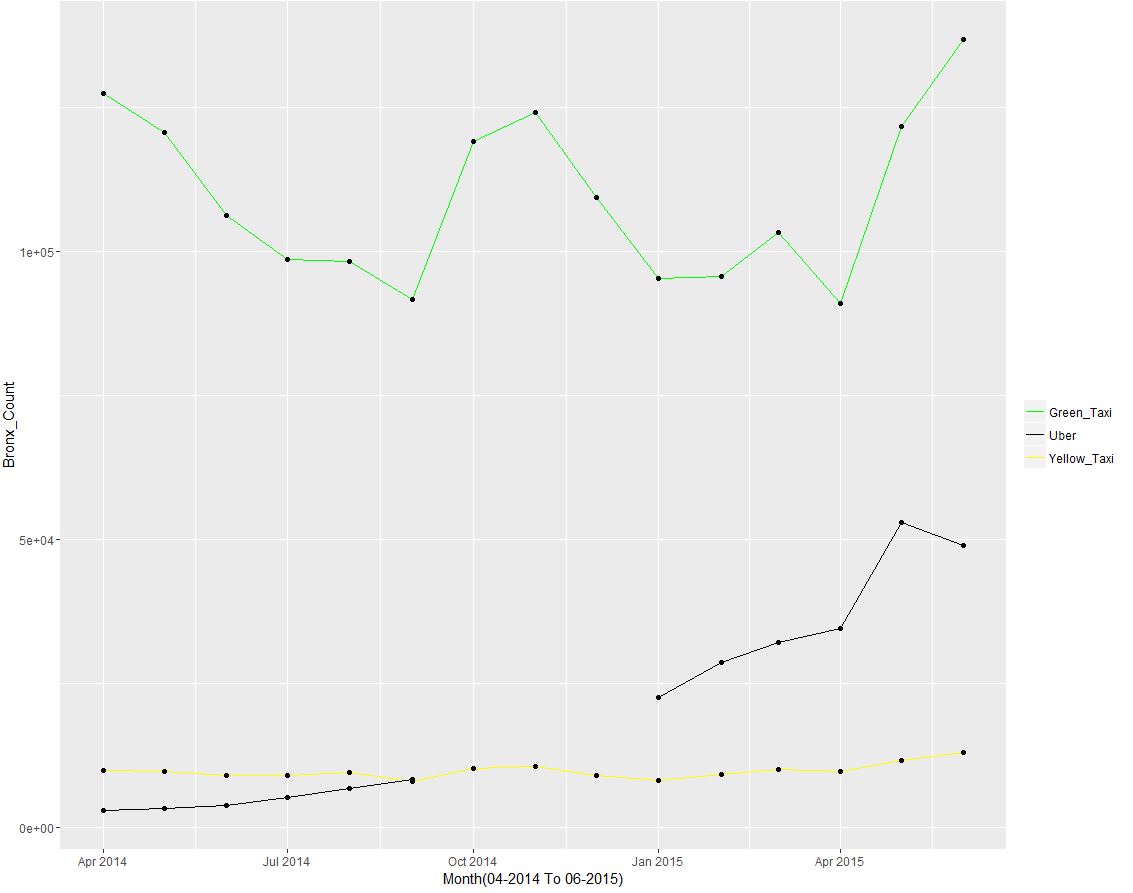 Bronx_Count
1e+05
5e+04
0e+00
Apr 2014
Jul 2014
Oct 2014
Jan 2015
Apr 2015
Month(04-2014 To 06-2015)
Green_Taxi
Uber
Yellow_Taxi